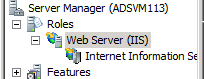 Server Manager (ADSVM113)
Roles
Web Server (IIS)
Internet Information Se
Features